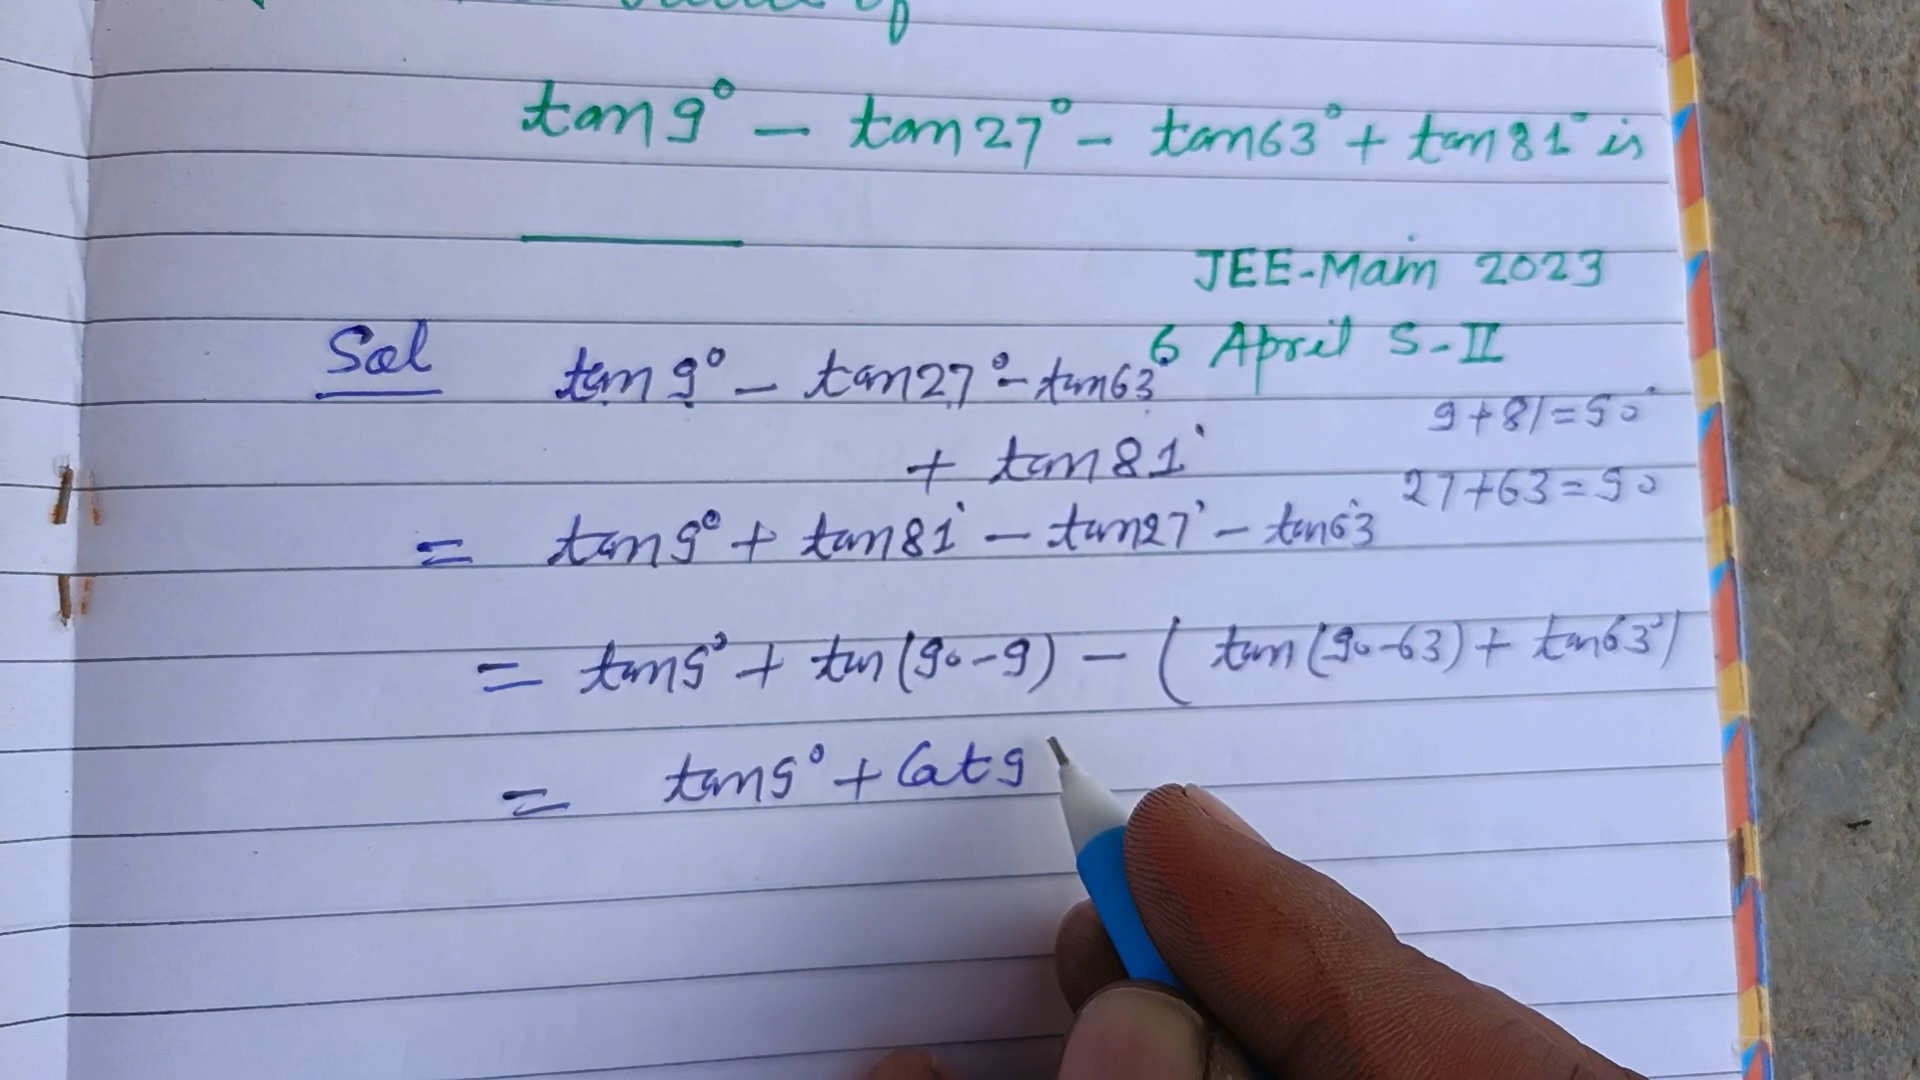 value of
tan 9° - tan 27° - tan 63° + tan 81° is
JEE-Main 2023
6 April S-II
Sol tan 9° - tan 27° - tan 63°
+ tan 81°
9+81=90°
27+63=90
= tan 9° + tan 81° - tan 27° - tan 63°
= tan 9° + tan (90-9) - ( tan (90-63) + tan 63°)
= tan 9° + Cot 9